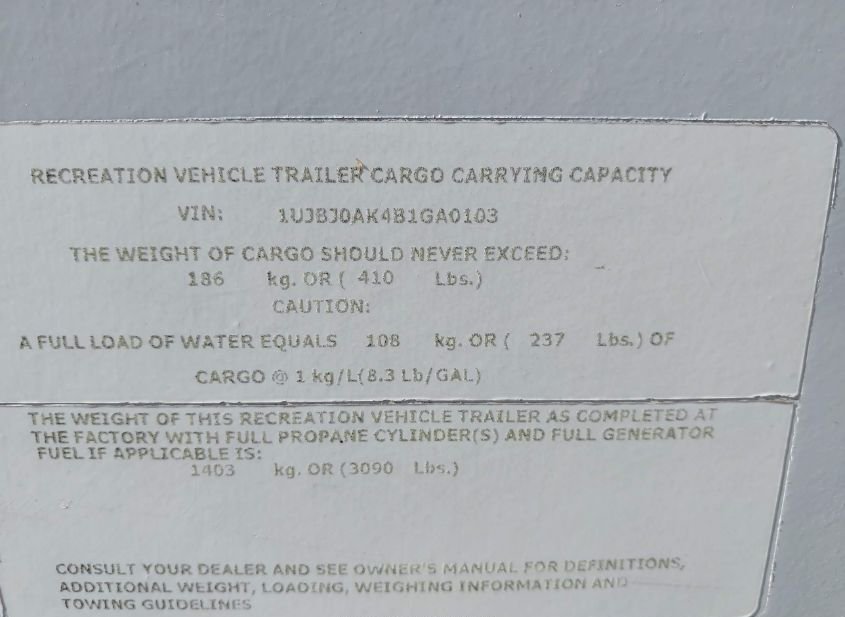 RECREATION VEHICLE TRAILER CARGO CARRYING CAPACITY
VIN: 1UJBJ0AK4B1GA0103
THE WEIGHT OF CARGO SHOULD NEVER EXCEED:
186 kg. OR ( 410 Lbs.)
CAUTION:
A FULL LOAD OF WATER EQUALS 108 kg. OR ( 237 Lbs.) OF
CARGO @ 1 kg/L(8.3 Lb/GAL)
THE WEIGHT OF THIS RECREATION VEHICLE TRAILER AS COMPLETED AT
THE FACTORY WITH FULL PROPANE CYLINDER(S) AND FULL GENERATOR
FUEL IF APPLICABLE IS:
1403 kg. OR (3090 Lbs.)
CONSULT YOUR DEALER AND SEE OWNER'S MANUAL FOR DEFINITIONS,
ADDITIONAL WEIGHT, LOADING, WEIGHING INFORMATION AND
TOWING GUIDELINES